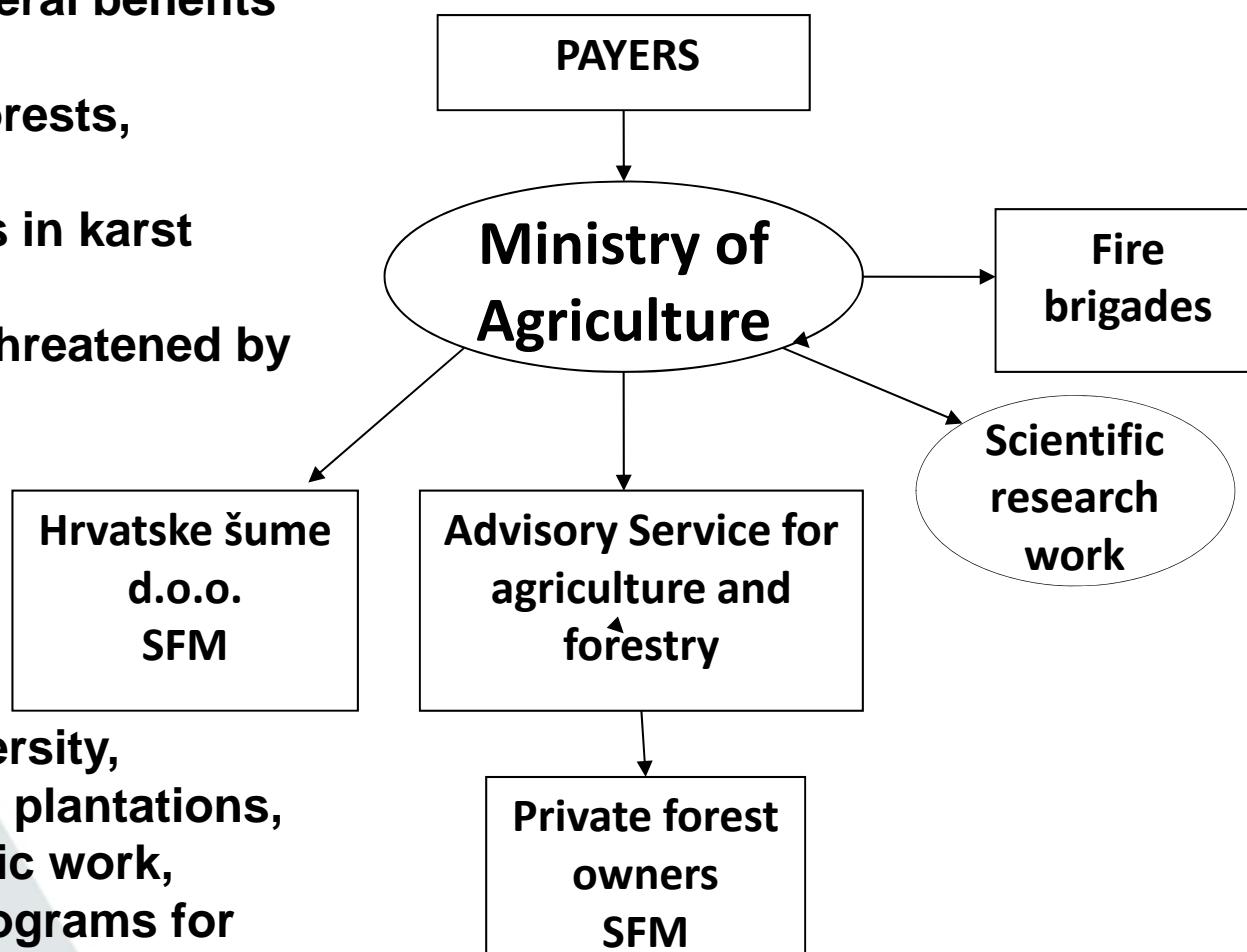 eral benefits
orests,
s in karst
hreatened by
PAYERS
Ministry of
Agriculture
Fire
brigades
Scientific
research
work
Hrvatske šume
d.o.o.
SFM
Advisory Service for
agriculture and
forestry
Private forest
owners
SFM
ersity,
plantations,
ic work,
ograms for